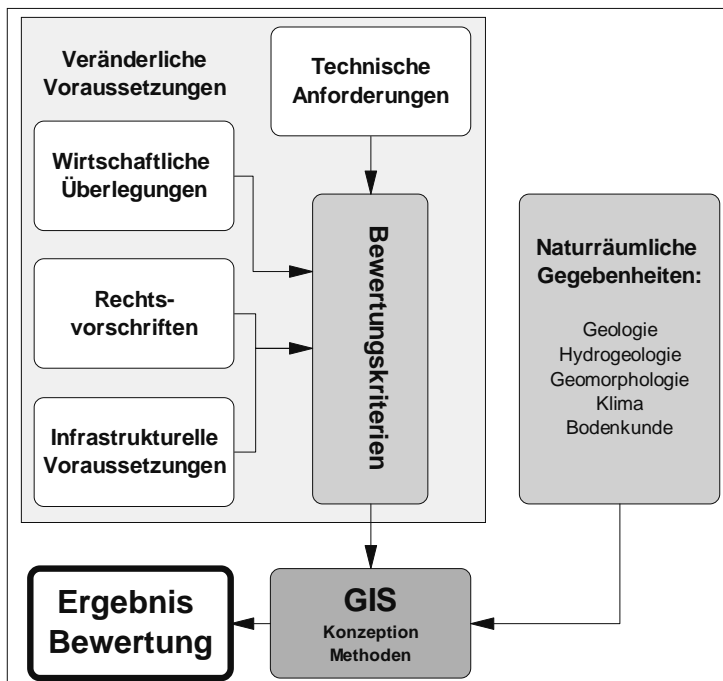 Veränderliche
Voraussetzungen
Technische
Anforderungen
Wirtschaftliche
Überlegungen
Rechts-
vorschriften
Infrastrukturelle
Voraussetzungen
Bewertungskriterien
Naturräumliche
Gegebenheiten:
Geologie
Hydrogeologie
Geomorphologie
Klima
Bodenkunde
GIS
Konzeption
Methoden
Ergebnis
Bewertung